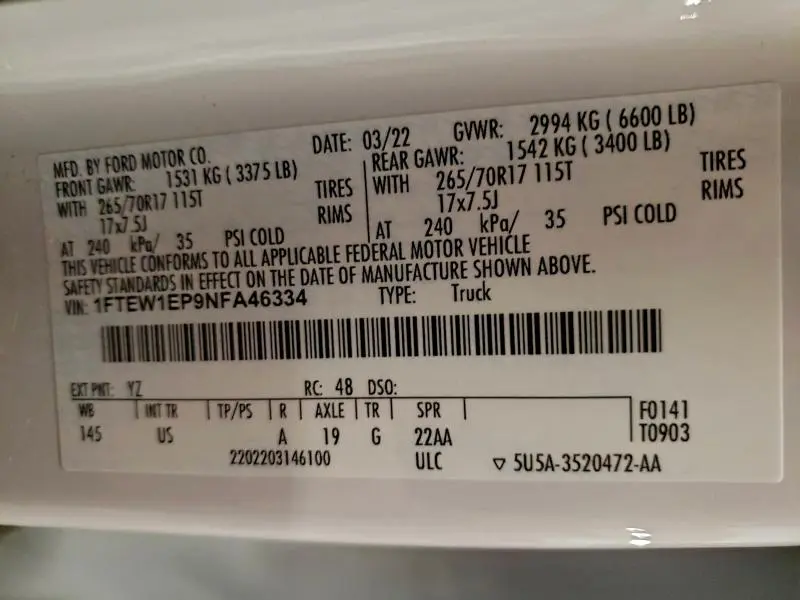 MFD. BY FORD MOTOR CO. DATE: 03/22 GVWR: 2994 KG ( 6600 LB)
FRONT GAWR: 1531 KG ( 3375 LB) REAR GAWR: 1542 KG ( 3400 LB)
WITH 265/70R17 115T TIRES WITH 265/70R17 115T TIRES
17x7.5J RIMS 17x7.5J RIMS
AT 240 kPa/ 35 PSI COLD AT 240 kPa/ 35 PSI COLD
THIS VEHICLE CONFORMS TO ALL APPLICABLE FEDERAL MOTOR VEHICLE
SAFETY STANDARDS IN EFFECT ON THE DATE OF MANUFACTURE SHOWN ABOVE.
VIN: 1FTEW1EP9NFA46334 TYPE: Truck
EXT PNT: YZ RC: 48 DSO:
WB INT TR TP/PS R AXLE TR SPR F0141
145 US A 19 G 22AA T0903
2202203146100 ULC ▽ 5U5A-3520472-AA